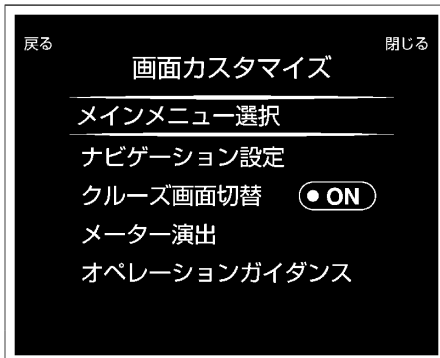 戻る 閉じる
画面カスタマイズ
メインメニュー選択
ナビゲーション設定
クルーズ画面切替 ON
メーター演出
オペレーションガイダンス